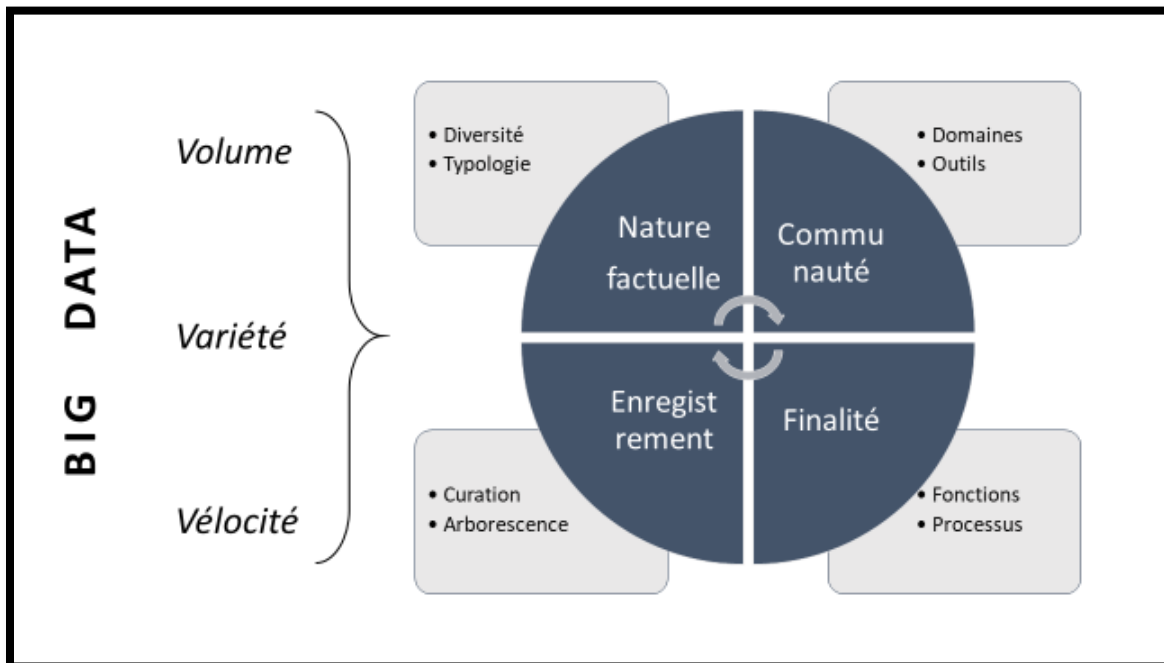 BIG DATA
Volume
Variété
Vélocité
• Diversité
• Typologie
Nature
factuelle
• Domaines
• Outils
Commu
nauté
• Curation
• Arborescence
Enregist
rement
• Fonctions
• Processus
Finalité